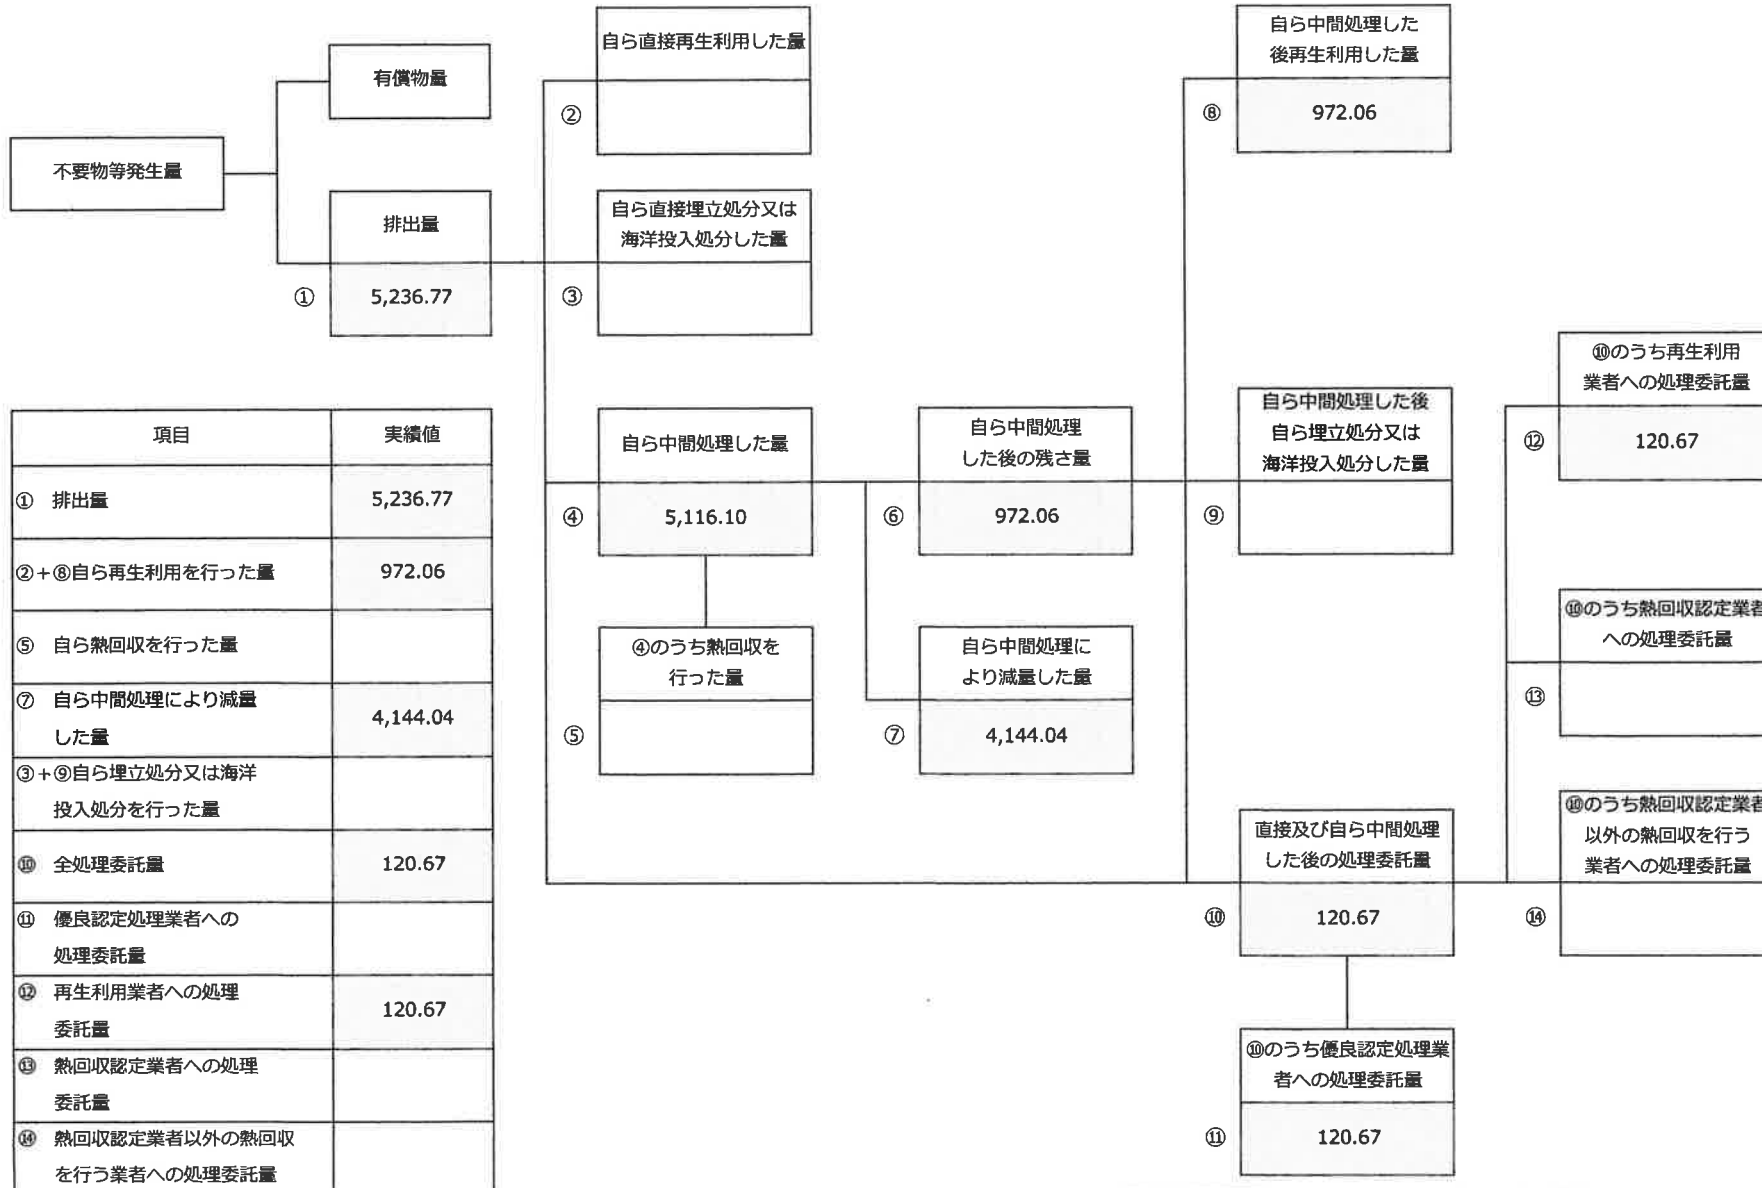 不要物等発生量
有償物量
排出量
① 5,236.77
自ら直接再生利用した量
②
自ら直接埋立処分又は
海洋投入処分した量
③
自ら中間処理した量
④ 5,116.10
④のうち熱回収を
行った量
⑤
自ら中間処理
した後の残さ量
⑥ 972.06
自ら中間処理に
より減量した量
⑦ 4,144.04
自ら中間処理した
後再生利用した量
⑧ 972.06
自ら中間処理した後
自ら埋立処分又は
海洋投入処分した量
⑨
直接及び自ら中間処理
した後の処理委託量
⑩ 120.67
⑩のうち優良認定処理業
者への処理委託量
⑪ 120.67
⑩のうち再生利用
業者への処理委託量
⑫ 120.67
⑩のうち熱回収認定業者
への処理委託量
⑬
⑩のうち熱回収認定業者
以外の熱回収を行う
業者への処理委託量
⑭
項目 実績値
① 排出量 5,236.77
②+⑧自ら再生利用を行った量 972.06
⑤ 自ら熱回収を行った量
⑦ 自ら中間処理により減量
した量 4,144.04
③+⑨自ら埋立処分又は海洋
投入処分を行った量
⑩ 全処理委託量 120.67
⑪ 優良認定処理業者への
処理委託量
⑫ 再生利用業者への処理
委託量 120.67
⑬ 熱回収認定業者への処理
委託量
⑭ 熱回収認定業者以外の熱回収
を行う業者への処理委託量